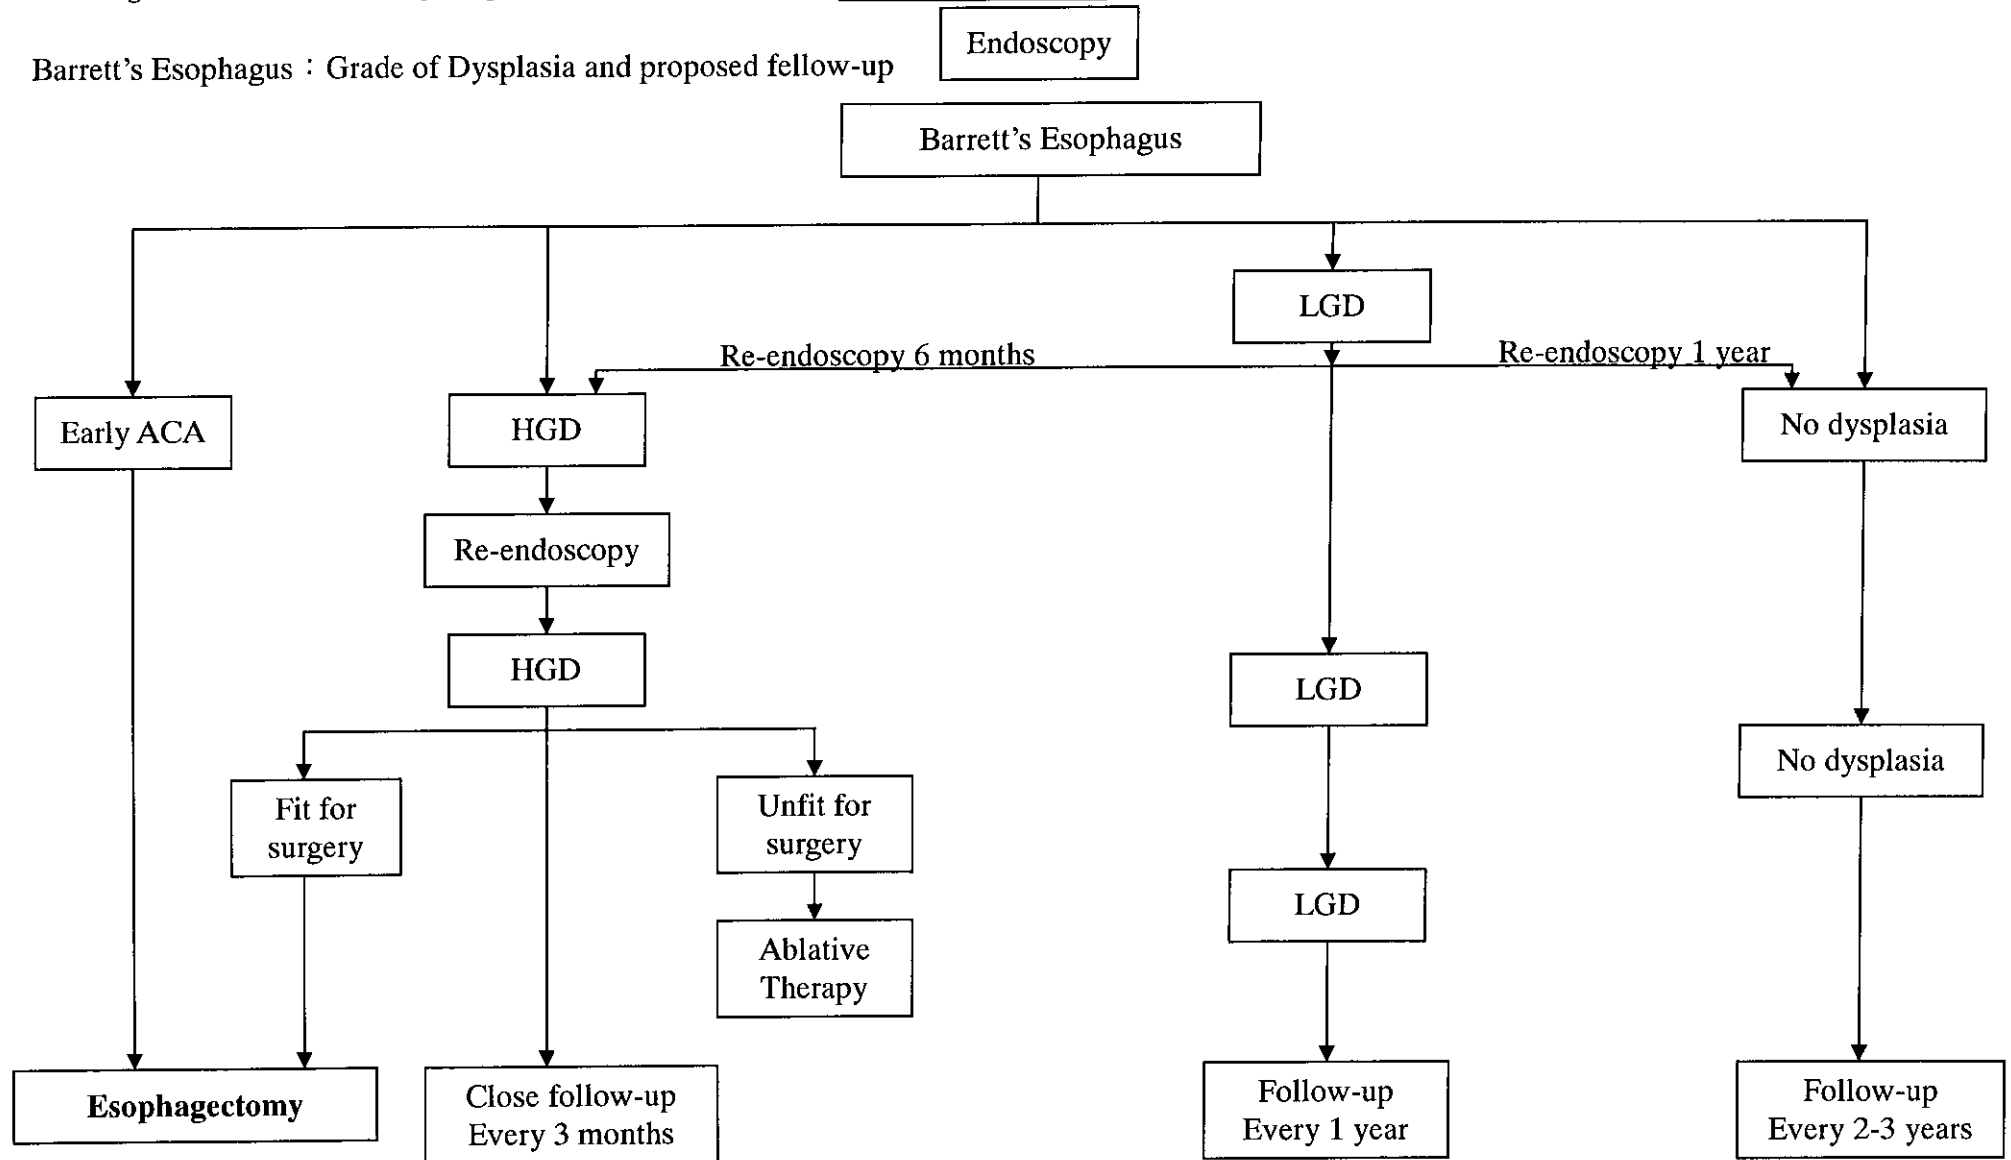 Endoscopy
Barrett's Esophagus：Grade of Dysplasia and proposed fellow-up
Barrett's Esophagus
LGD
Re-endoscopy 6 months
Re-endoscopy 1 year
Early ACA
HGD
No dysplasia
Re-endoscopy
HGD
LGD
No dysplasia
Fit for
surgery
Unfit for
surgery
LGD
Ablative
Therapy
Esophagectomy
Close follow-up
Every 3 months
Follow-up
Every 1 year
Follow-up
Every 2-3 years